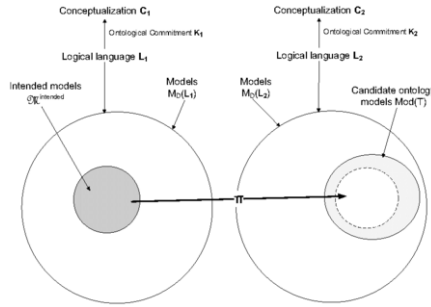 Conceptualization C1
Ontological Commitment K1
Logical language L1
Intended models
𝔐 intended
Models
MD(L1)
Conceptualization C2
Ontological Commitment K2
Logical language L2
Models
MD(L2)
Candidate ontolog
models Mod(T)
π